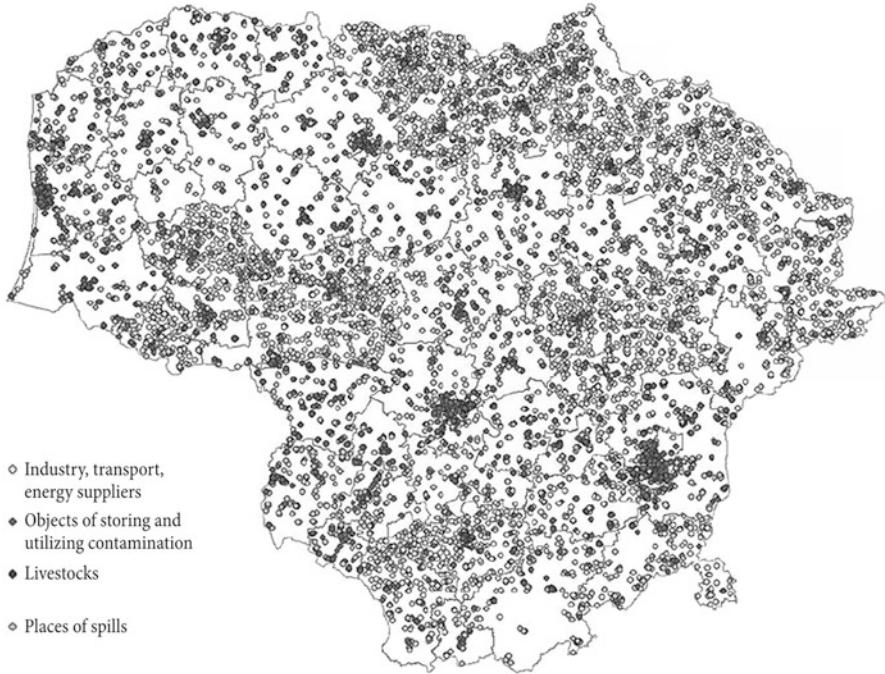 Industry, transport,
energy suppliers
Objects of storing and
utilizing contamination
Livestocks
Places of spills